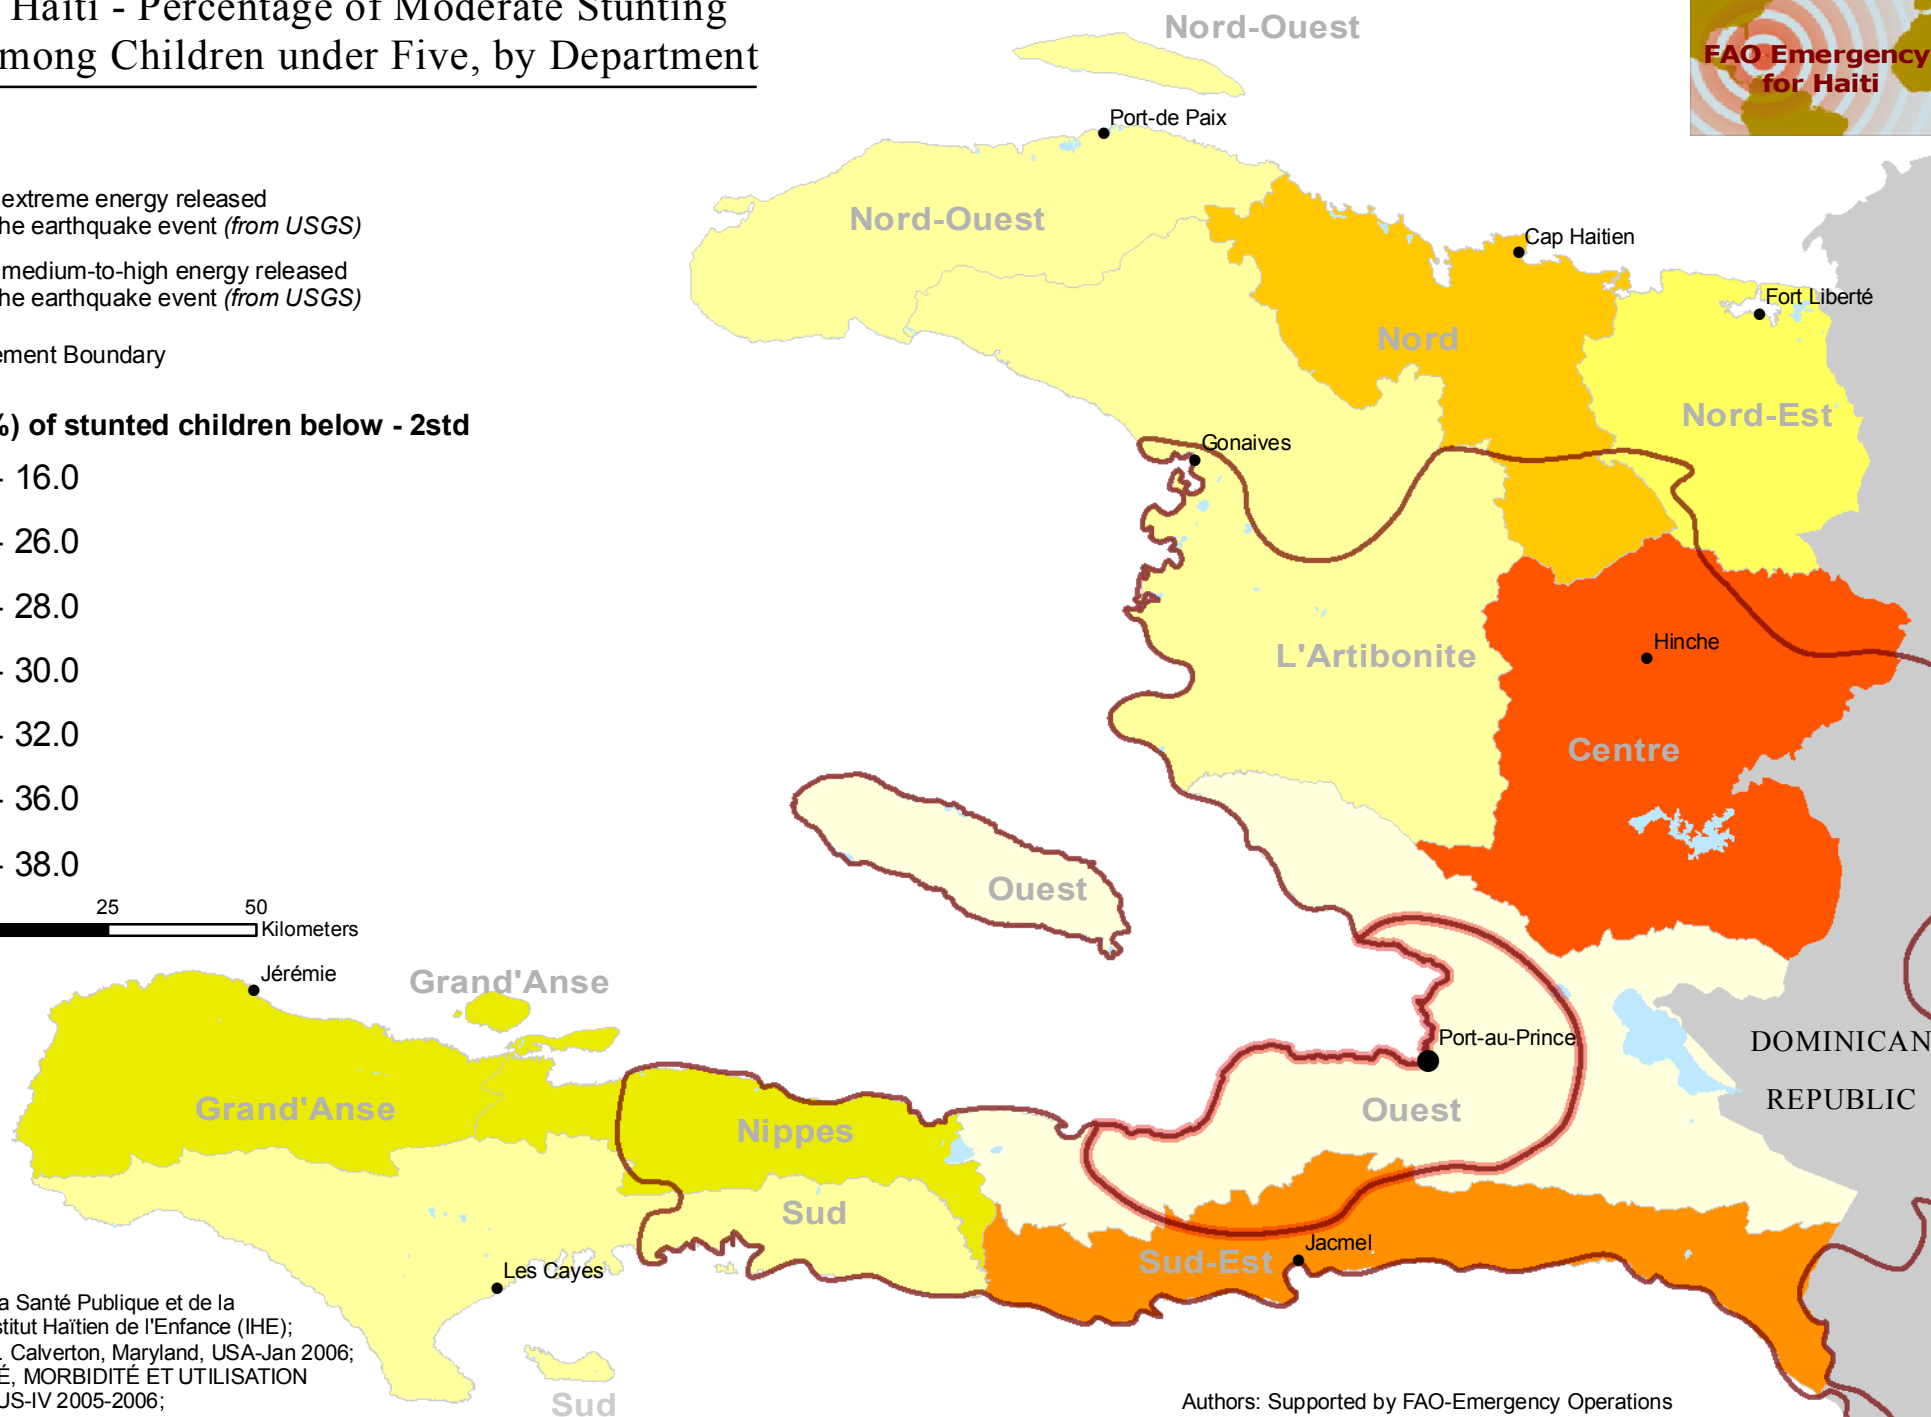 Haiti - Percentage of Moderate Stunting
mong Children under Five, by Department
FAO Emergency
for Haiti
extreme energy released
he earthquake event (from USGS)
medium-to-high energy released
he earthquake event (from USGS)
ement Boundary
%) of stunted children below - 2std
- 16.0
- 26.0
- 28.0
- 30.0
- 32.0
- 36.0
- 38.0
25 50
Kilometers
Nord-Ouest
Port-de Paix
Nord-Ouest
Cap Haitien
Fort Liberté
Nord
Nord-Est
Gonaives
Hinche
L'Artibonite
Centre
Ouest
Jérémie
Grand'Anse
Port-au-Prince
DOMINICAN
REPUBLIC
Grand'Anse
Nippes
Ouest
Sud
Jacmel
Sud-Est
Les Cayes
Sud
a Santé Publique et de la
stitut Haïtien de l'Enfance (IHE);
. Calverton, Maryland, USA-Jan 2006;
É, MORBIDITÉ ET UTILISATION
US-IV 2005-2006;
Authors: Supported by FAO-Emergency Operations